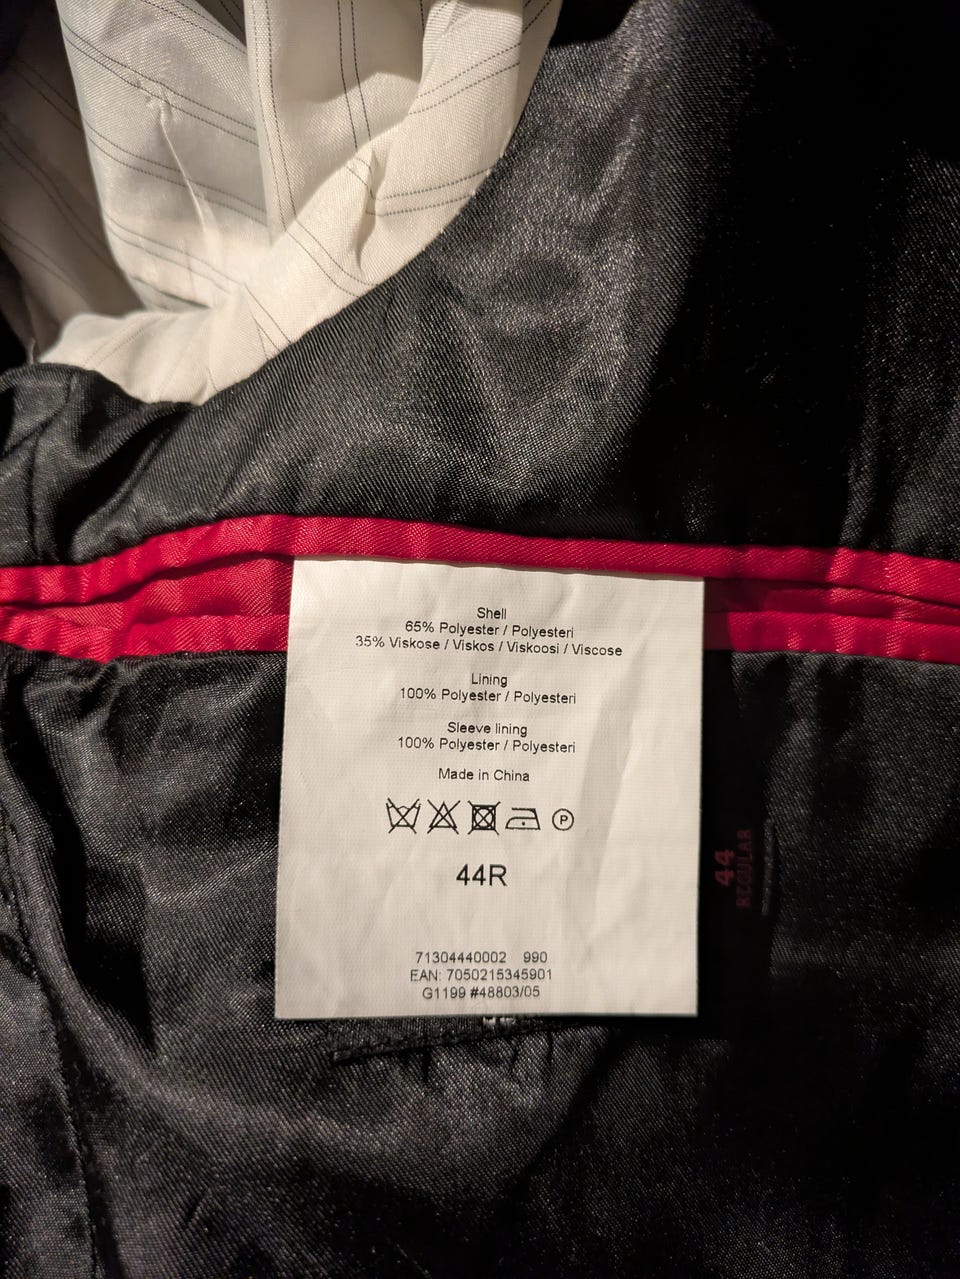 Shell
65% Polyester / Polyesteri
35% Viskose / Viskos / Viskoosi / Viscose
Lining
100% Polyester / Polyesteri
Sleeve lining
100% Polyester / Polyesteri
Made in China
P
44R
71304440002 990
EAN: 7050215345901
G1199 #48803/05
44
REGULAR